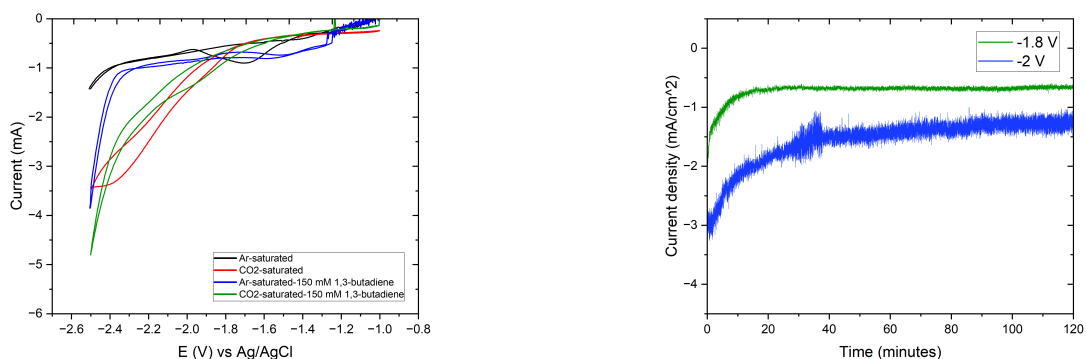 0
−1
−2
−3
−4
−5
−6
Current (mA)
Ar-saturated
CO2-saturated
Ar-saturated-150 mM 1,3-butadiene
CO2-saturated-150 mM 1,3-butadiene
−2.6 −2.4 −2.2 −2.0 −1.8 −1.6 −1.4 −1.2 −1.0 −0.8
E (V) vs Ag/AgCl
-1.8 V
-2 V
0
−1
−2
−3
−4
Current density (mA/cm^2)
0 20 40 60 80 100 120
Time (minutes)